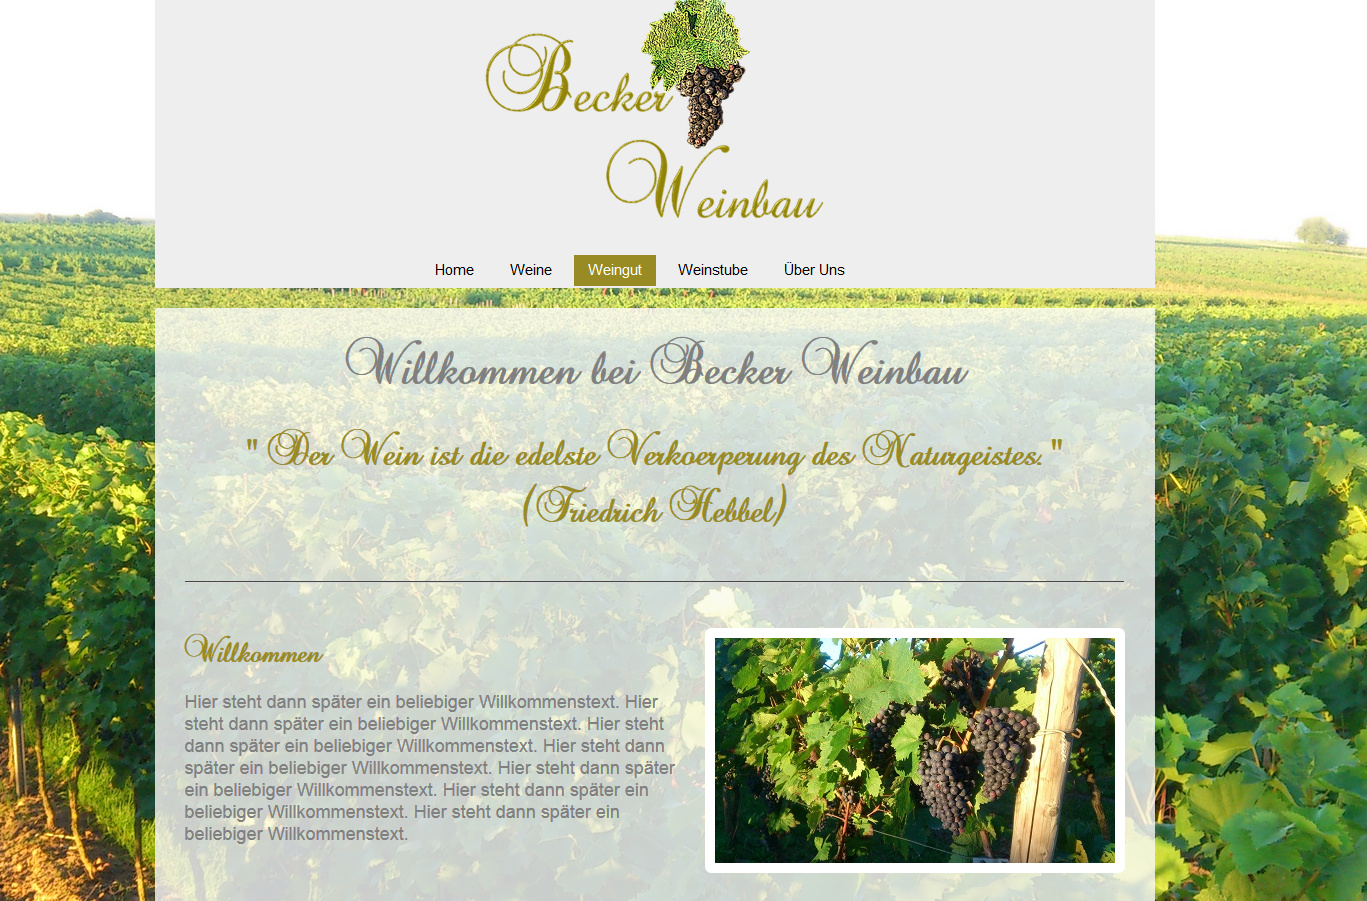 Becker
Weinbau
Home Weine Weingut Weinstube Über Uns
Willkommen bei Becker Weinbau
" Der Wein ist die edelste Verkoerperung des Naturgeistes. "
(Friedrich Hebbel)
Willkommen
Hier steht dann später ein beliebiger Willkommenstext. Hier
steht dann später ein beliebiger Willkommenstext. Hier steht
dann später ein beliebiger Willkommenstext. Hier steht dann
später ein beliebiger Willkommenstext. Hier steht dann später
ein beliebiger Willkommenstext. Hier steht dann später ein
beliebiger Willkommenstext. Hier steht dann später ein
beliebiger Willkommenstext.